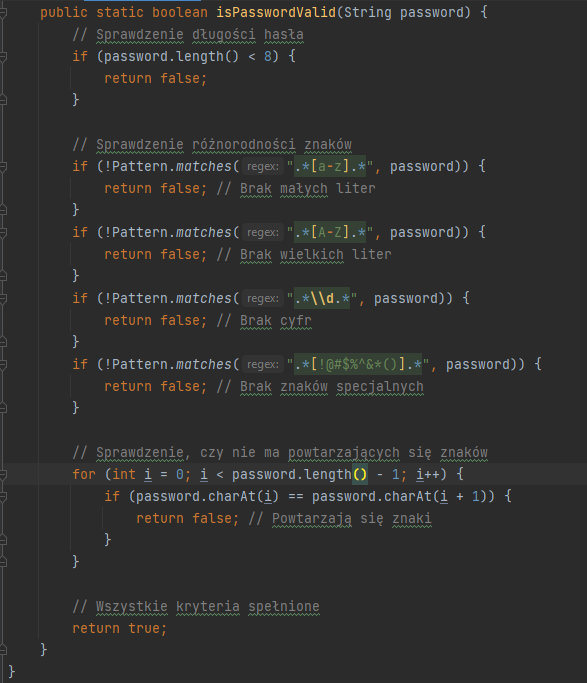 public static boolean isPasswordValid(String password) {
// Sprawdzenie długości hasła
if (password.length() < 8) {
return false;
}
// Sprawdzenie różnorodności znaków
if (!Pattern.matches( regex: ".*[a-z].*", password)) {
return false; // Brak małych liter
}
if (!Pattern.matches( regex: ".*[A-Z].*", password)) {
return false; // Brak wielkich liter
}
if (!Pattern.matches( regex: ".*\\d.*", password)) {
return false; // Brak cyfr
}
if (!Pattern.matches( regex: ".*[!@#$%^&*()].*", password)) {
return false; // Brak znaków specjalnych
}
// Sprawdzenie, czy nie ma powtarzających się znaków
for (int i = 0; i < password.length() - 1; i++) {
if (password.charAt(i) == password.charAt(i + 1)) {
return false; // Powtarzają się znaki
}
}
// Wszystkie kryteria spełnione
return true;
}
}